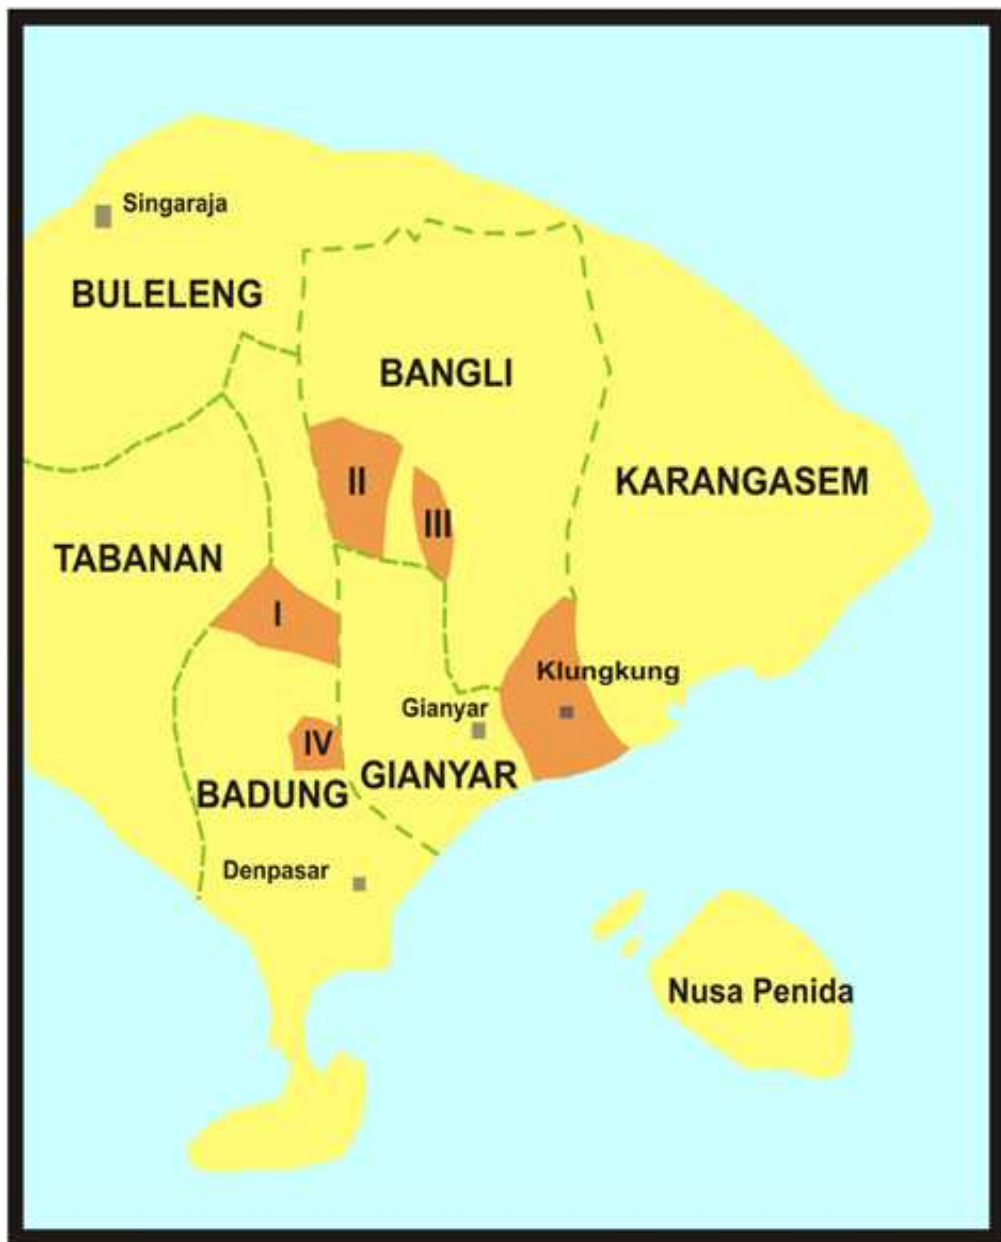 Singaraja
BULELENG
BANGLI
KARANGASEM
II
III
TABANAN
I
Klungkung
Gianyar
IV
GIANYAR
BADUNG
Denpasar
Nusa Penida